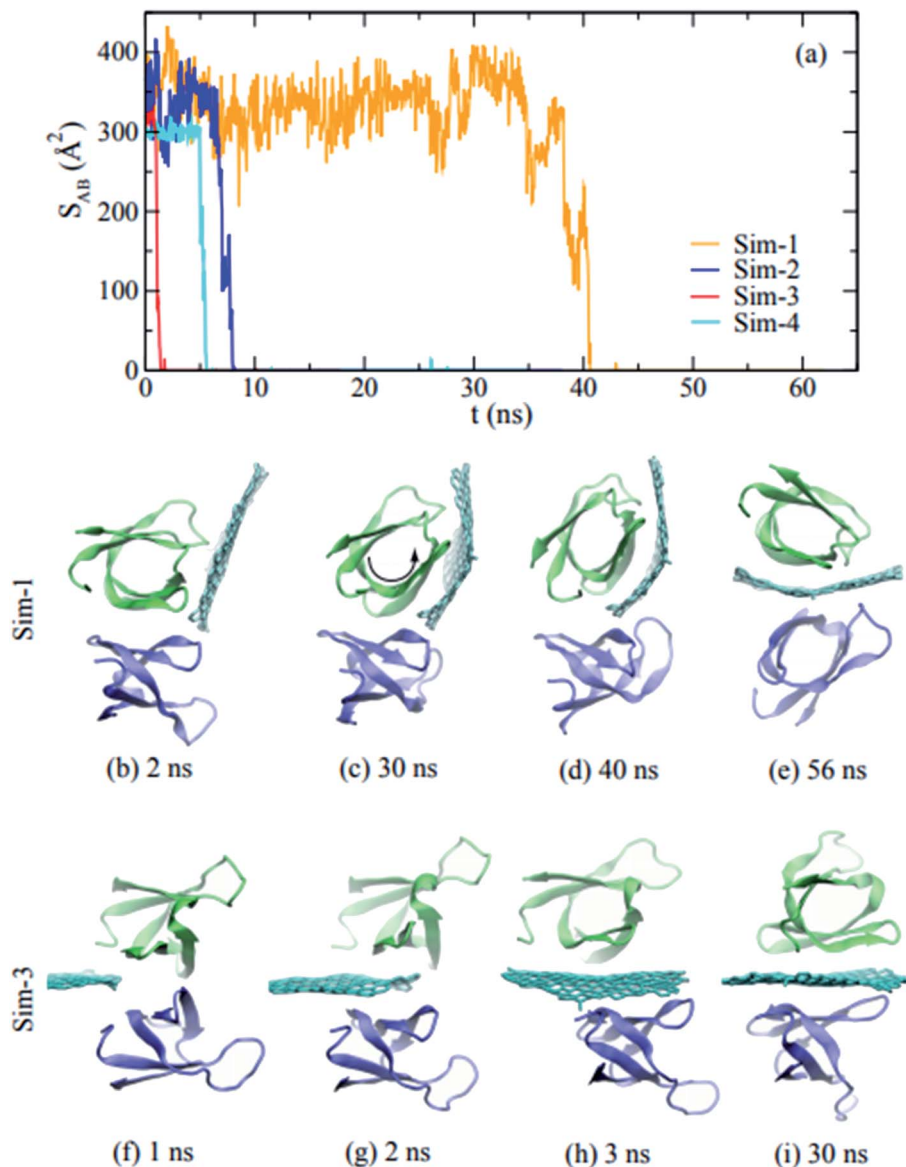 (a)
400
300
200
100
0
S_AB (Å²)
Sim-1
Sim-2
Sim-3
Sim-4
0 10 20 30 40 50 60
t (ns)
Sim-1
(b) 2 ns (c) 30 ns (d) 40 ns (e) 56 ns
Sim-3
(f) 1 ns (g) 2 ns (h) 3 ns (i) 30 ns